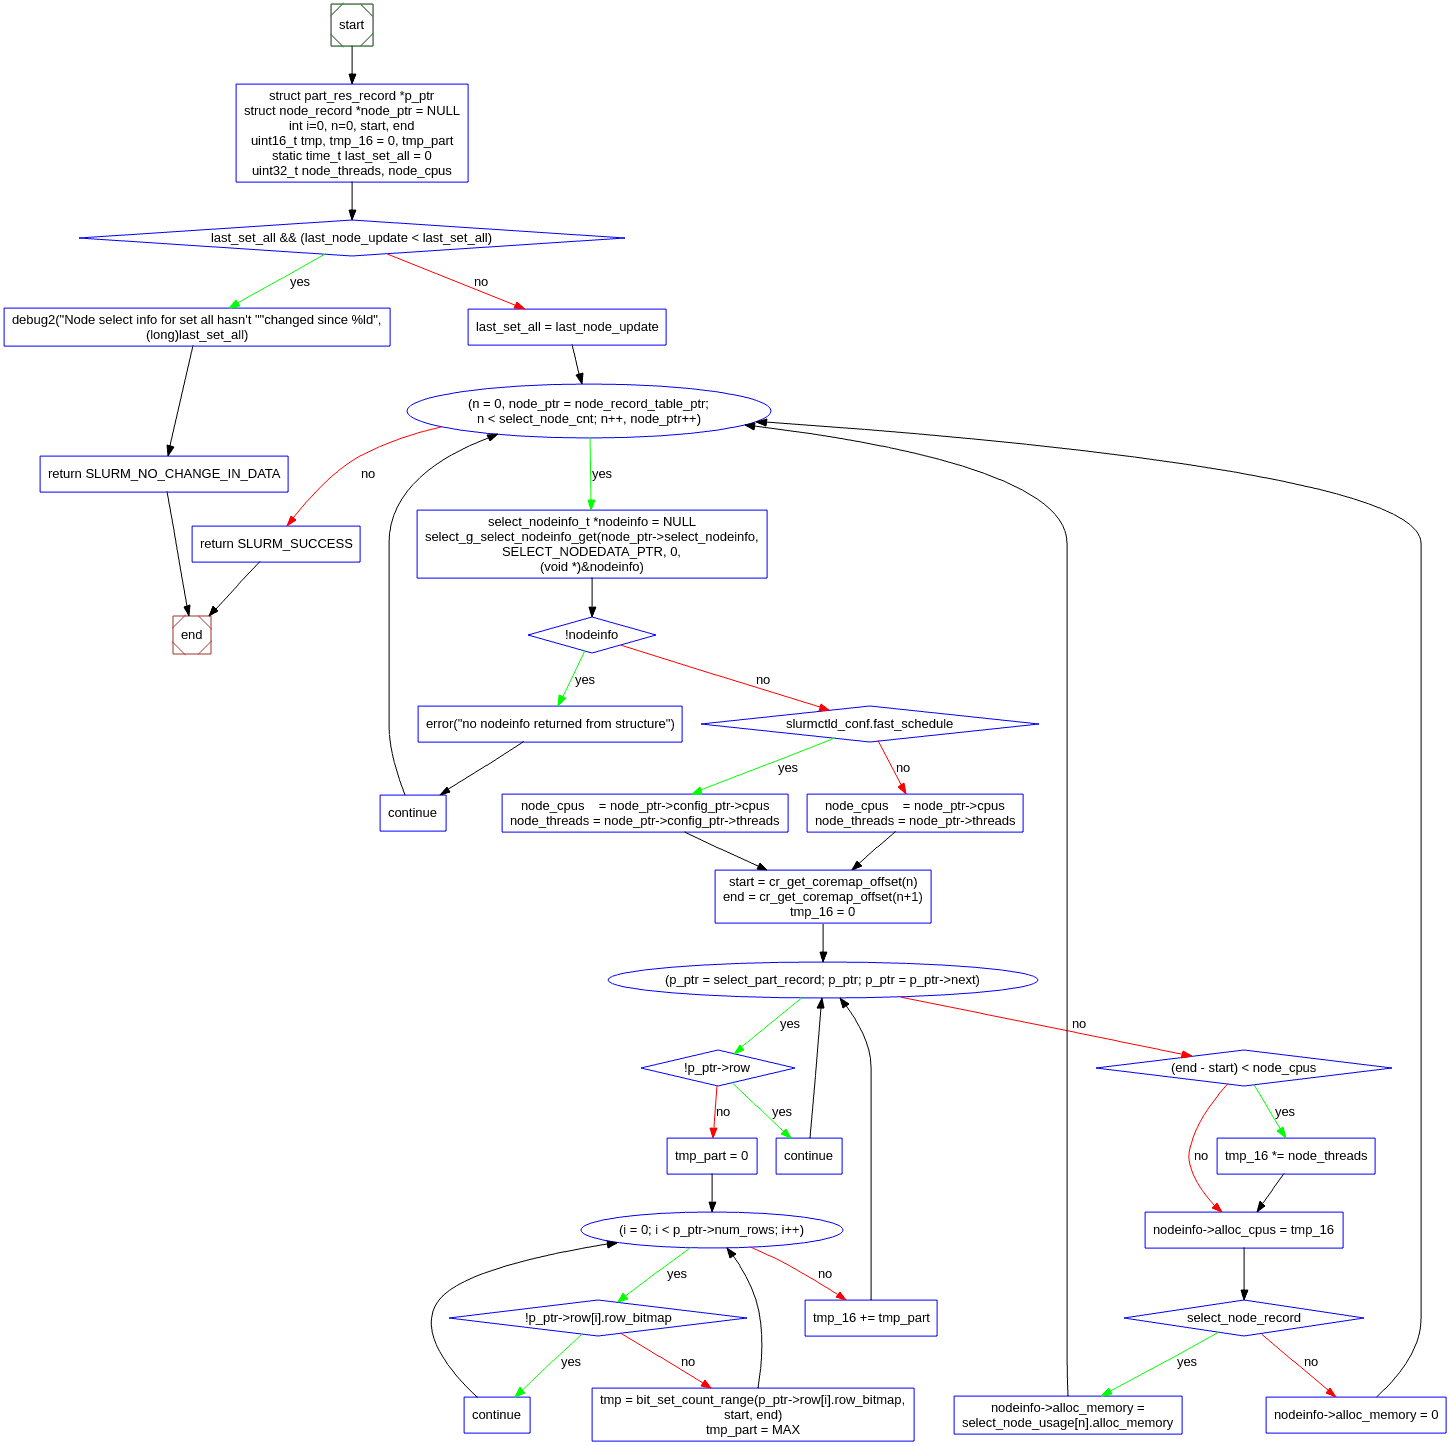 start
struct part_res_record *p_ptr
struct node_record *node_ptr = NULL
int i=0, n=0, start, end
uint16_t tmp, tmp_16 = 0, tmp_part
static time_t last_set_all = 0
uint32_t node_threads, node_cpus
last_set_all && (last_node_update < last_set_all)
yes
no
debug2("Node select info for set all hasn't ""changed since %ld",
(long)last_set_all)
last_set_all = last_node_update
(n = 0, node_ptr = node_record_table_ptr;
n < select_node_cnt; n++, node_ptr++)
no
yes
return SLURM_NO_CHANGE_IN_DATA
return SLURM_SUCCESS
select_nodeinfo_t *nodeinfo = NULL
select_g_select_nodeinfo_get(node_ptr->select_nodeinfo,
SELECT_NODEDATA_PTR, 0,
(void *)&nodeinfo)
end
!nodeinfo
yes
no
error("no nodeinfo returned from structure")
slurmctld_conf.fast_schedule
yes
no
continue
node_cpus    = node_ptr->config_ptr->cpus
node_threads = node_ptr->config_ptr->threads
node_cpus    = node_ptr->cpus
node_threads = node_ptr->threads
start = cr_get_coremap_offset(n)
end = cr_get_coremap_offset(n+1)
tmp_16 = 0
(p_ptr = select_part_record; p_ptr; p_ptr = p_ptr->next)
yes
no
!p_ptr->row
(end - start) < node_cpus
no
yes
yes
tmp_part = 0
continue
no
tmp_16 *= node_threads
(i = 0; i < p_ptr->num_rows; i++)
nodeinfo->alloc_cpus = tmp_16
yes
no
!p_ptr->row[i].row_bitmap
tmp_16 += tmp_part
select_node_record
yes
no
yes
no
continue
tmp = bit_set_count_range(p_ptr->row[i].row_bitmap,
start, end)
tmp_part = MAX
nodeinfo->alloc_memory =
select_node_usage[n].alloc_memory
nodeinfo->alloc_memory = 0